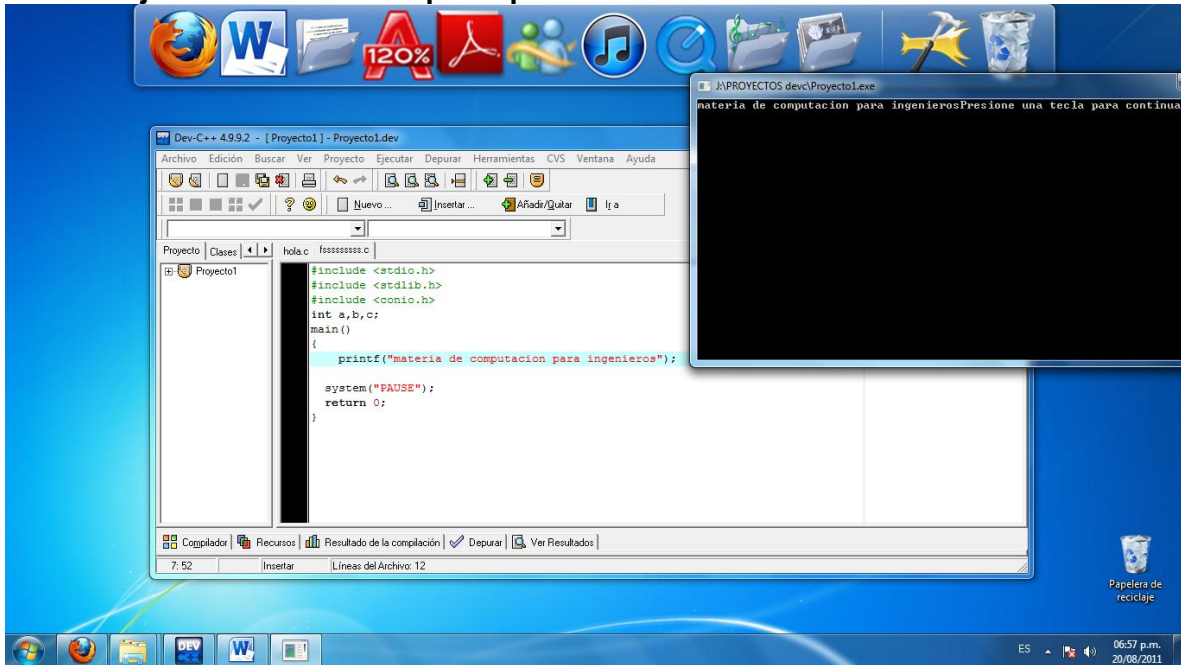 120%
J:\PROYECTOS devc\Proyecto1.exe
materia de computacion para ingenierosPresione una tecla para continua
Dev-C++ 4.9.9.2 - [ Proyecto1 ] - Proyecto1.dev
Archivo Edición Buscar Ver Proyecto Ejecutar Depurar Herramientas CVS Ventana Ayuda
Nuevo ... Insertar ... Añadir/Quitar Ir a
Proyecto Clases hola.c fsssssssss.c
Proyecto1
#include <stdio.h>
#include <stdlib.h>
#include <conio.h>
int a,b,c;
main()
{
printf("materia de computacion para ingenieros");
system("PAUSE");
return 0;
}
Compilador Recursos Resultado de la compilación Depurar Ver Resultados
7: 52 Insertar Líneas del Archivo: 12
Papelera de
reciclaje
DEV
ES 06:57 p.m.
20/08/2011